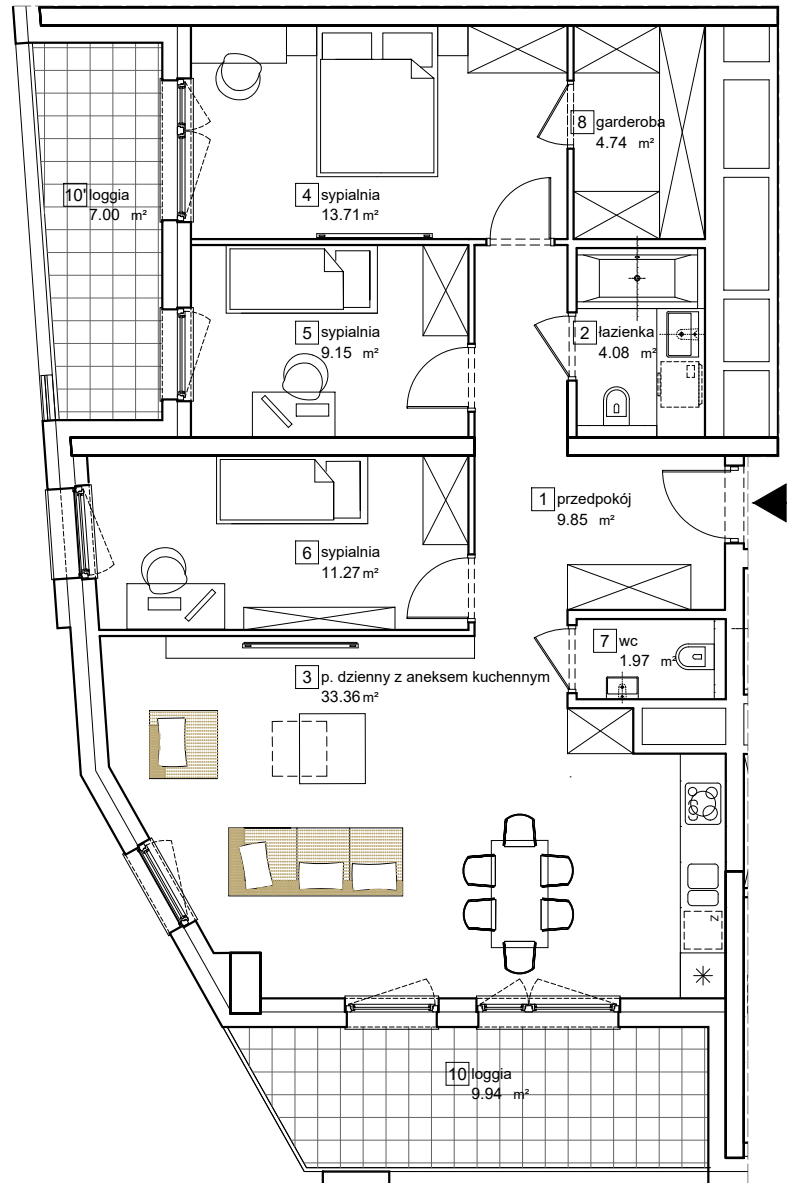 8 garderoba
4.74 m²
10' loggia
7.00 m²
4 sypialnia
13.71 m²
5 sypialnia
9.15 m²
2 łazienka
4.08 m²
1 przedpokój
9.85 m²
6 sypialnia
11.27 m²
7 wc
1.97 m²
3 p. dzienny z aneksem kuchennym
33.36 m²
Z
10 loggia
9.94 m²